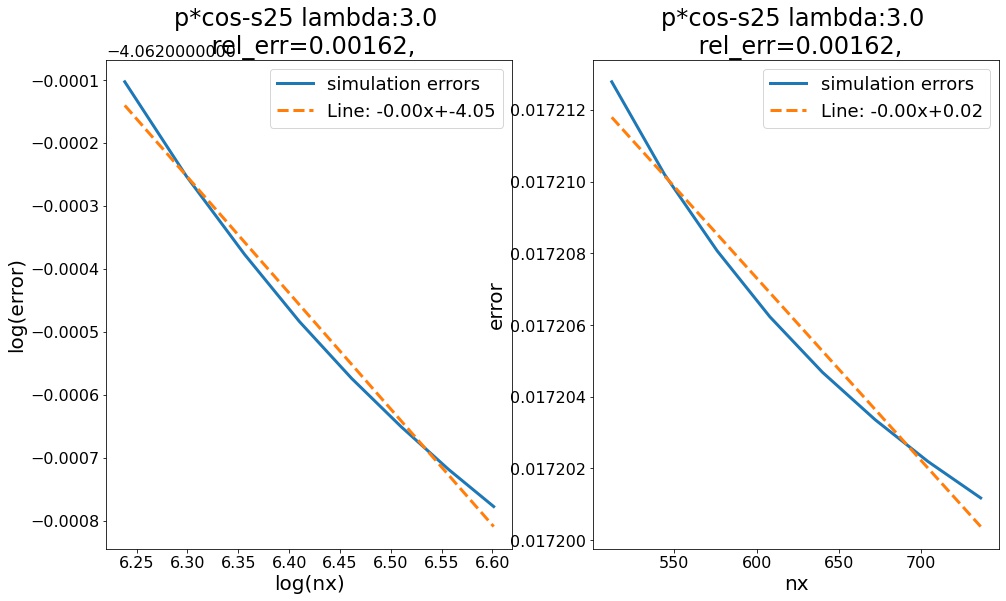 p*cos-s25 lambda:3.0
rel_err=0.00162,
−4.0620000000
simulation errors
Line: -0.00x+-4.05
−0.0001
−0.0002
−0.0003
−0.0004
−0.0005
−0.0006
−0.0007
−0.0008
log(error)
6.25
6.30
6.35
6.40
6.45
6.50
6.55
6.60
log(nx)
p*cos-s25 lambda:3.0
rel_err=0.00162,
simulation errors
Line: -0.00x+0.02
0.017212
0.017210
0.017208
0.017206
0.017204
0.017202
0.017200
error
550
600
650
700
nx